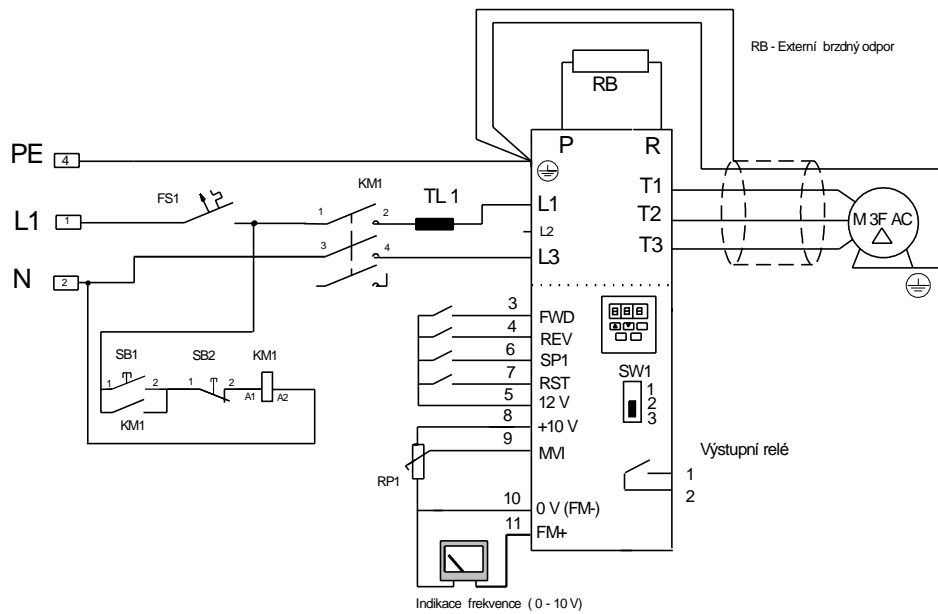 RB - Externí brzdný odpor
RB
PE
4
P
R
FS1
KM1
TL 1
T1
L1
1
1
2
L1
T2
M 3F AC
L2
3
4
T3
N
2
L3
3
FWD
8 8 8
4
REV
SB1
SB2
KM1
6
SP1
7
RST
SW1
1
2
1
2
A1
A2
5
12 V
1
2
3
KM1
8
+10 V
9
MVI
Výstupní relé
RP1
1
2
10
0 V (FM-)
11
FM+
Indikace frekvence ( 0 - 10 V)